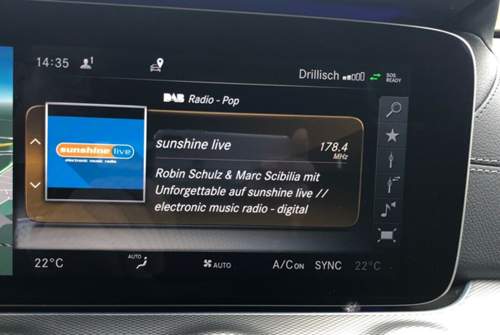 14:35 1 Drillisch SOS READY
DAB Radio - Pop
sunshine live
electronic music radio
sunshine live 178.4
MHz
Robin Schulz & Marc Scibilia mit
Unforgettable auf sunshine live //
electronic music radio - digital
22°C AUTO AUTO A/C ON SYNC 22°C